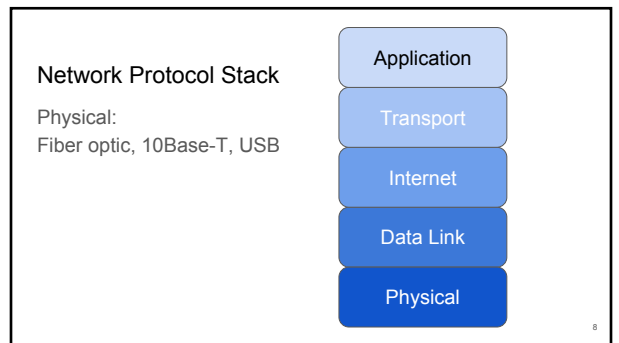 Network Protocol Stack
Physical:
Fiber optic, 10Base-T, USB
Application
Transport
Internet
Data Link
Physical
8